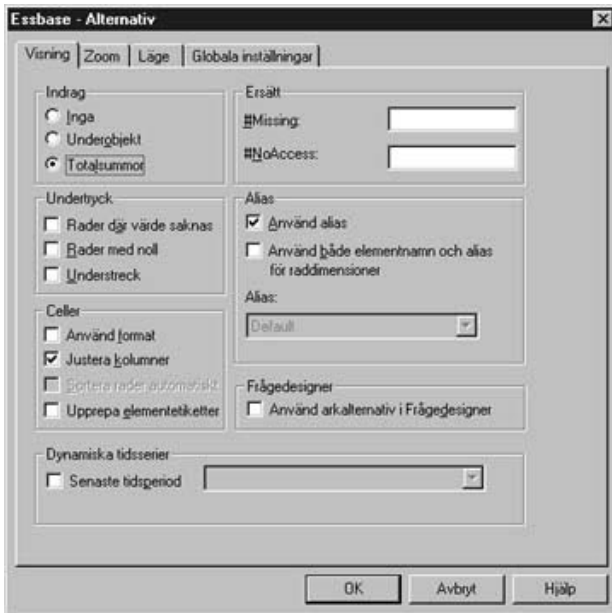 Essbase - Alternativ
Visning
Zoom
Läge
Globala inställningar
Indrag
Inga
Underobjekt
Totalsummor
Ersätt
#Missing:
#NoAccess:
Undertryck
Rader där värde saknas
Rader med noll
Understreck
Alias
Använd alias
Använd både elementnamn och alias
för raddimensioner
Alias:
Default
Celler
Använd format
Justera kolumner
Sortera rader automatiskt
Upprepa elementetiketter
Frågedesigner
Använd arkalternativ i Frågedesigner
Dynamiska tidsserier
Senaste tidsperiod
OK
Avbryt
Hjälp